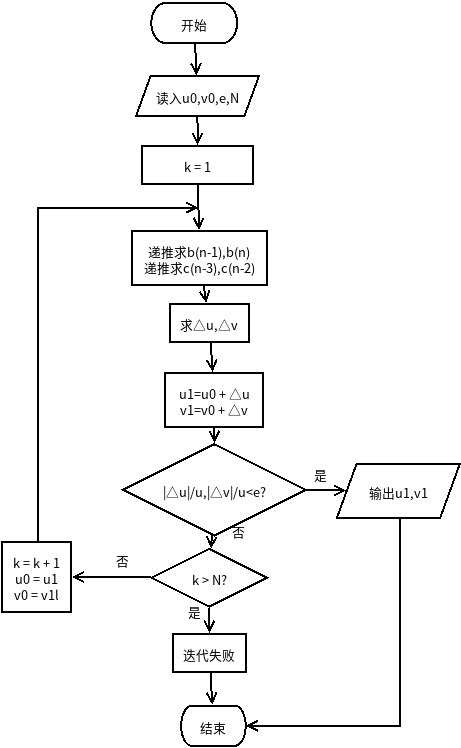 开始
读入u0,v0,e,N
k = 1
递推求b(n-1),b(n)
递推求c(n-3),c(n-2)
求△u,△v
u1=u0 + △u
v1=v0 + △v
|△u|/u,|△v|/u<e?
是
输出u1,v1
否
k > N?
否
k = k + 1
u0 = u1
v0 = v1l
是
迭代失败
结束